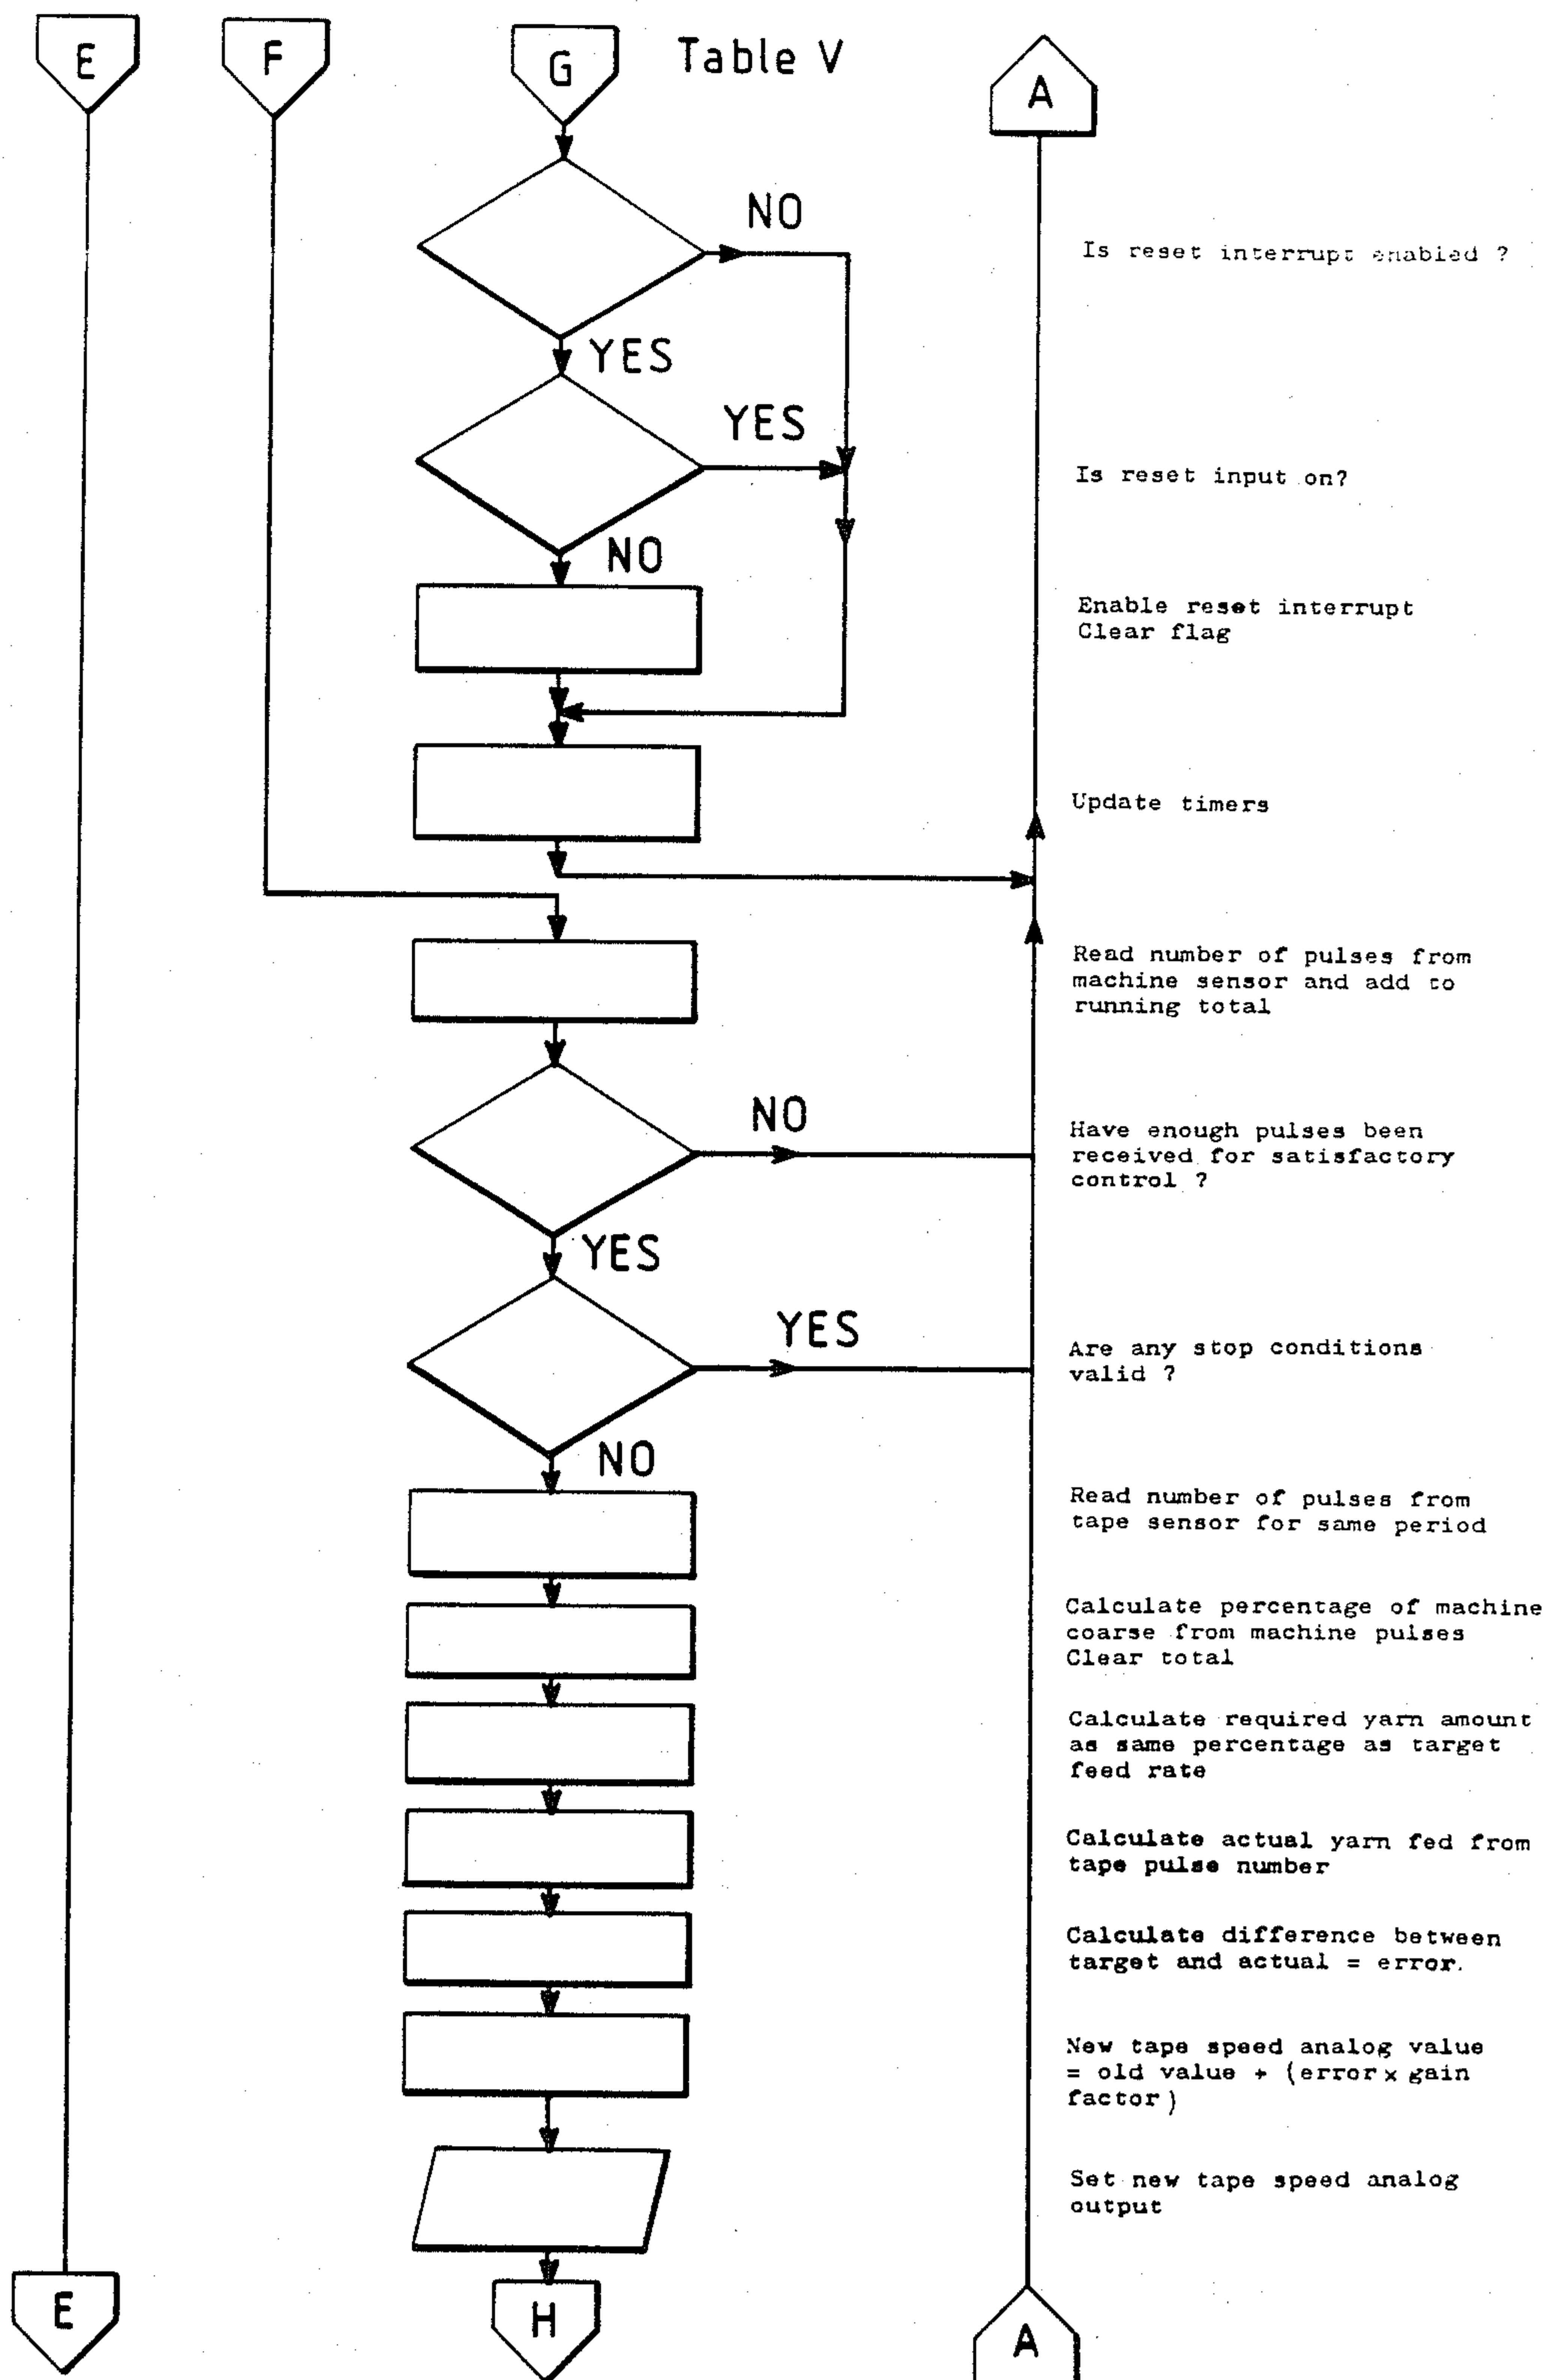 E
F
G
Table V
A
NO
Is reset interrupt enabied ?
YES
YES
Is reset input on?
NO
Enable reset interrupt
Clear flag
Update timers
Read number of pulses from
machine sensor and add to
running total
NO
Have enough pulses been
received for satisfactory
control ?
YES
YES
Are any stop conditions
valid ?
NO
Read number of pulses from
tape sensor for same period
Calculate percentage of machine
coarse from machine pulses
Clear total
Calculate required yarn amount
as same percentage as target
feed rate
Calculate actual yarn fed from
tape pulse number
Calculate difference between
target and actual = error.
New tape speed analog value
= old value + (error x gain
factor)
Set new tape speed analog
output
E
H
A